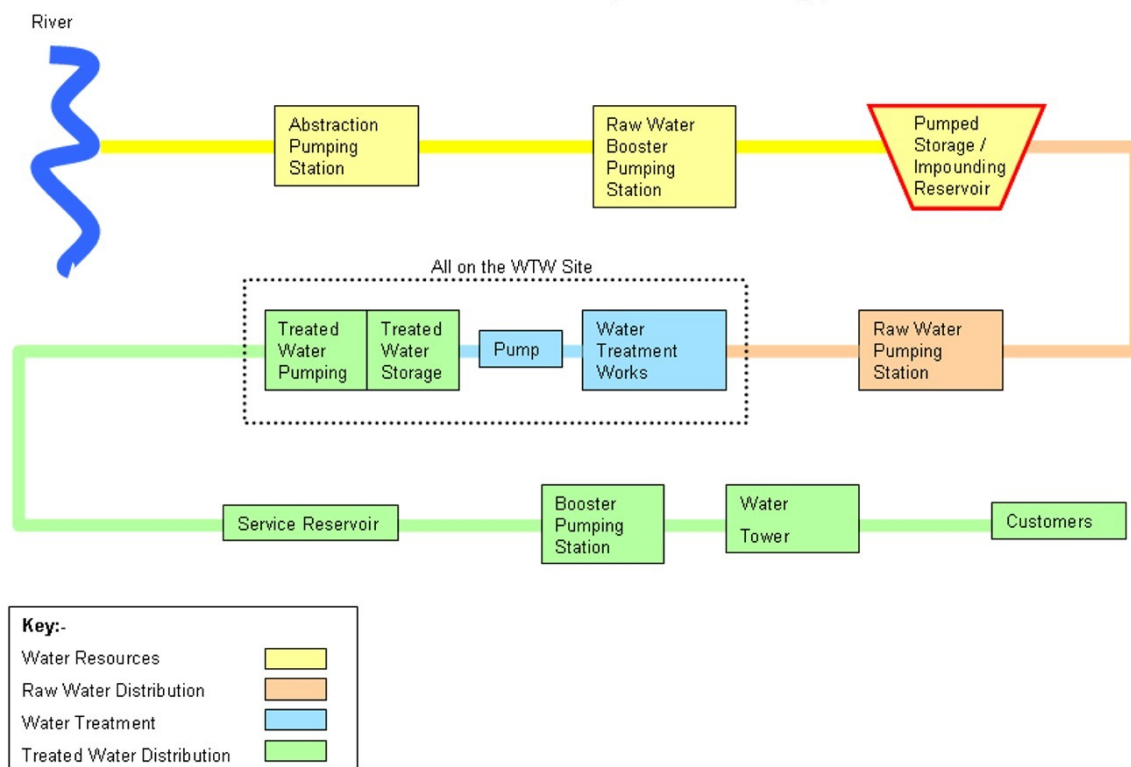 River
Abstraction
Pumping
Station
Raw Water
Booster
Pumping
Station
Pumped
Storage /
Impounding
Reservoir
All on the WTW Site
Treated
Water
Pumping
Treated
Water
Storage
Pump
Water
Treatment
Works
Raw Water
Pumping
Station
Service Reservoir
Booster
Pumping
Station
Water
Tower
Customers
Key:-
Water Resources
Raw Water Distribution
Water Treatment
Treated Water Distribution